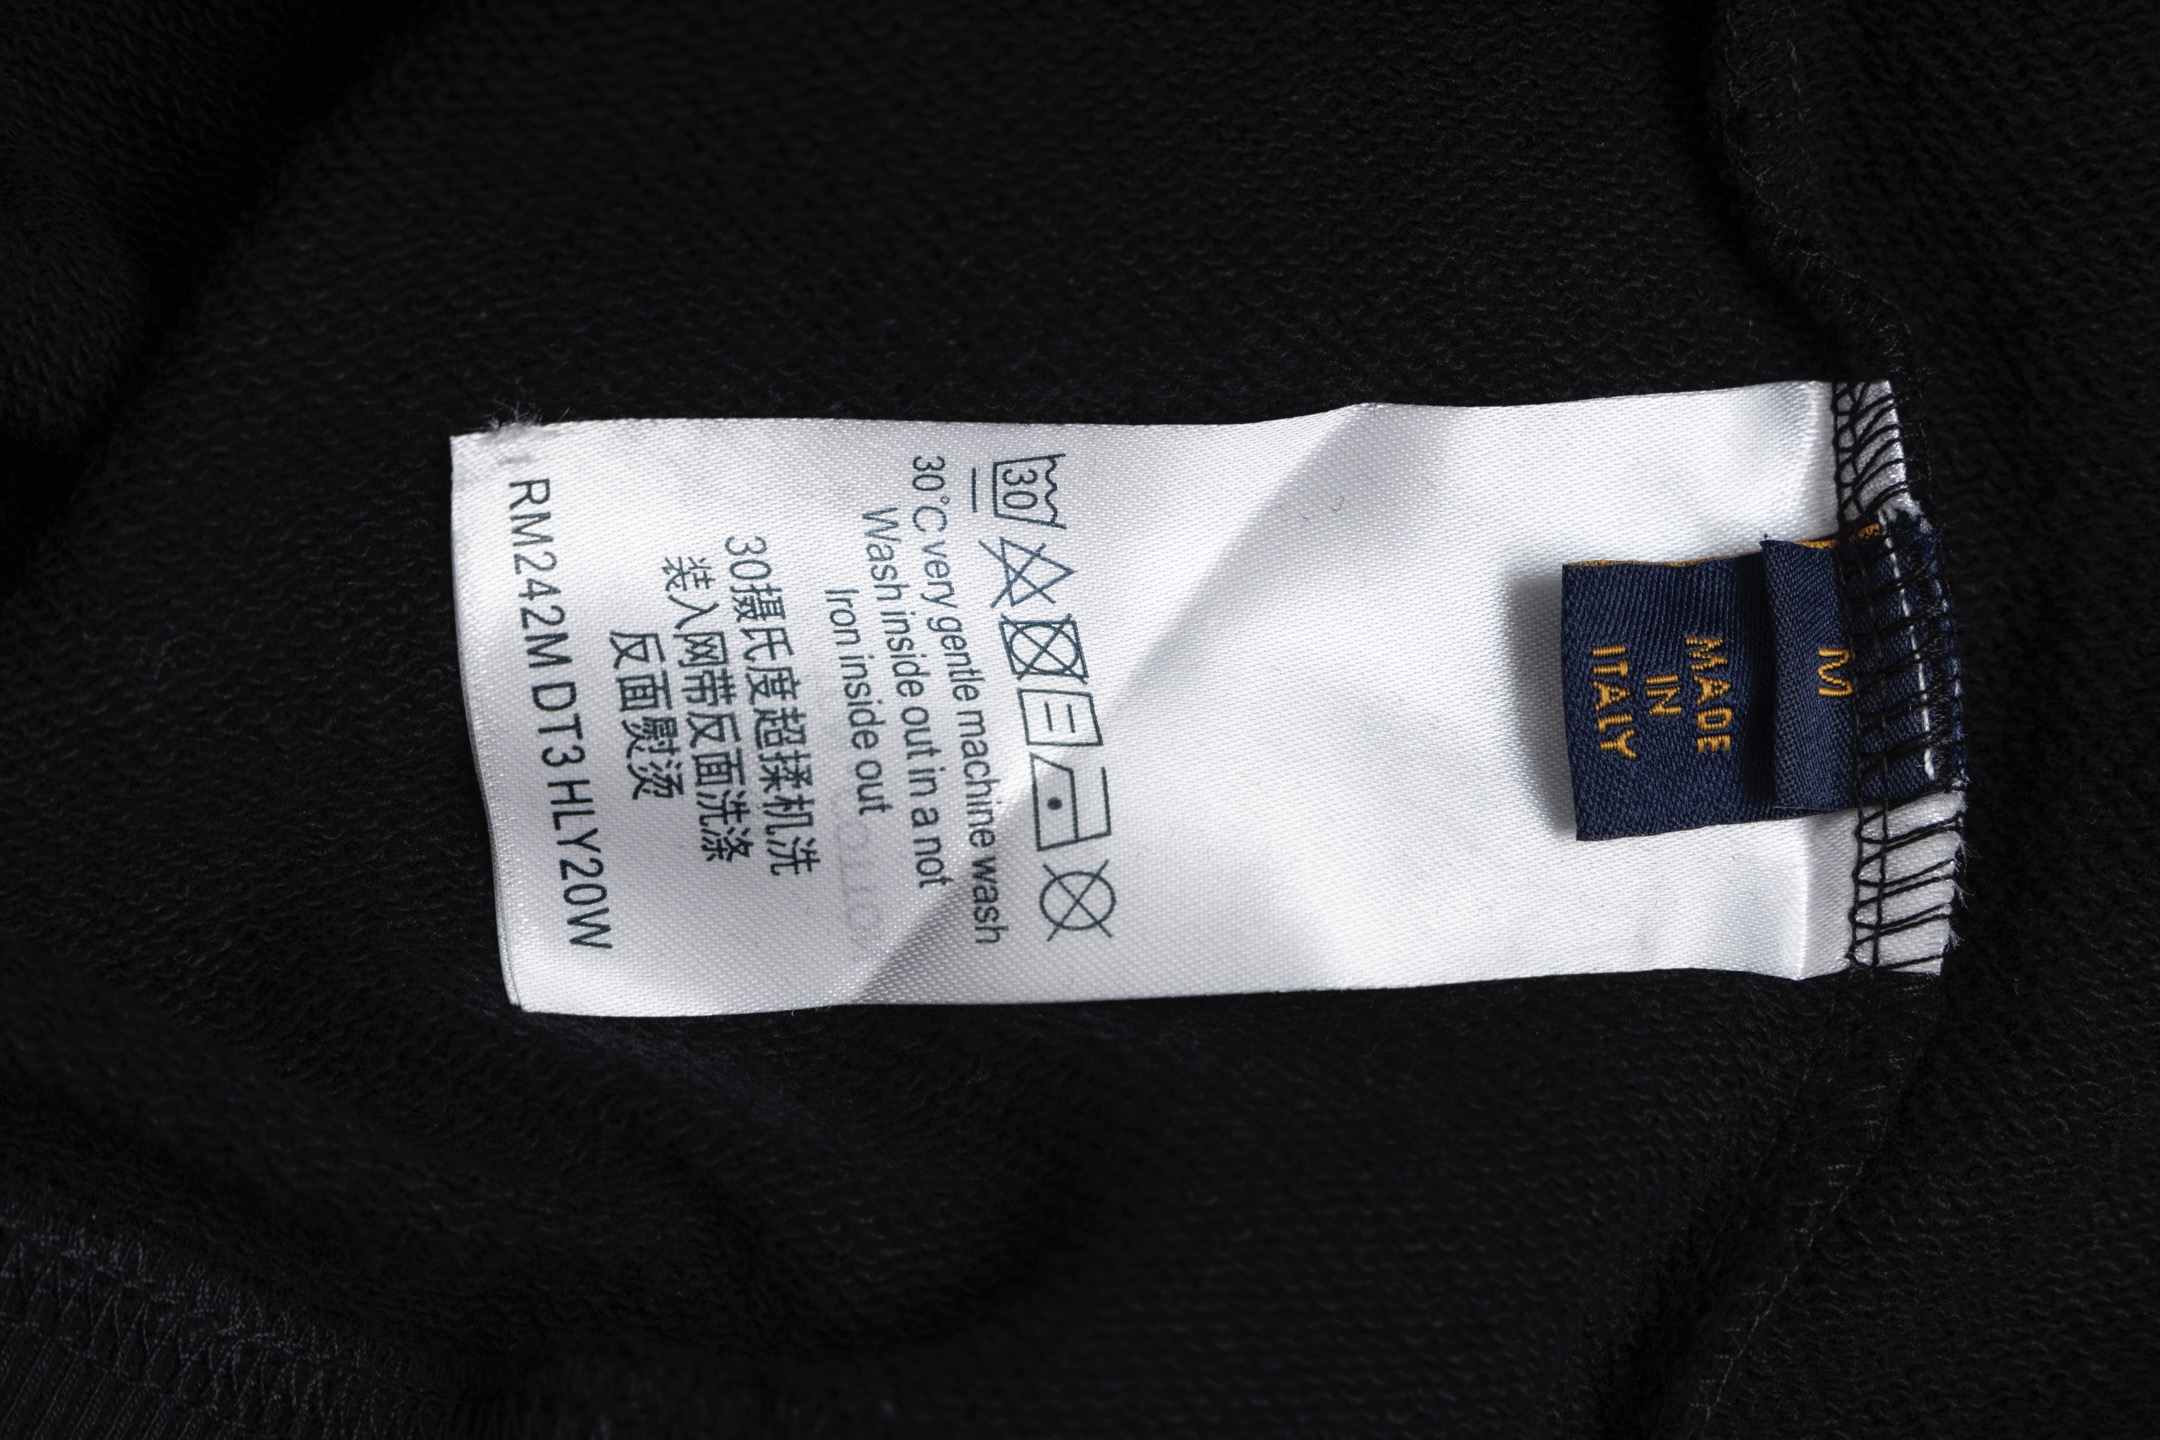 M
MADE
IN
ITALY
30
30°C very gentle machine wash
Wash inside out in a not
Iron inside out
30摄氏度超揉机洗
装入网带反面洗涤
反面熨烫
RM242M DT3 HLY20W